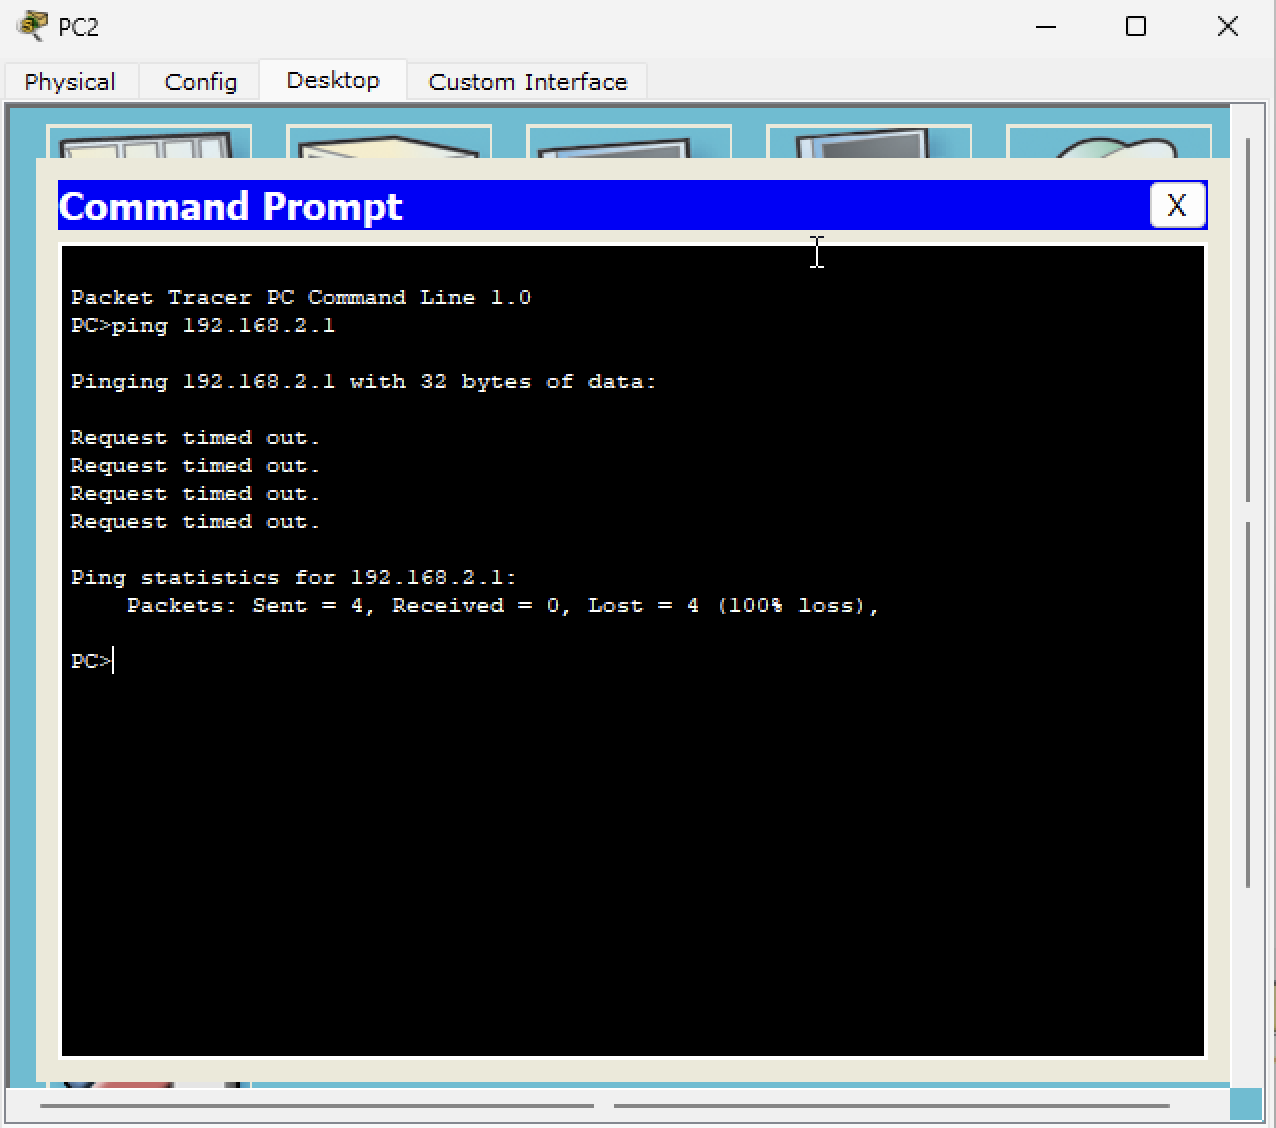 PC2
Physical Config Desktop Custom Interface
Command Prompt X
Packet Tracer PC Command Line 1.0
PC>ping 192.168.2.1
Pinging 192.168.2.1 with 32 bytes of data:
Request timed out.
Request timed out.
Request timed out.
Request timed out.
Ping statistics for 192.168.2.1:
    Packets: Sent = 4, Received = 0, Lost = 4 (100% loss),
PC>